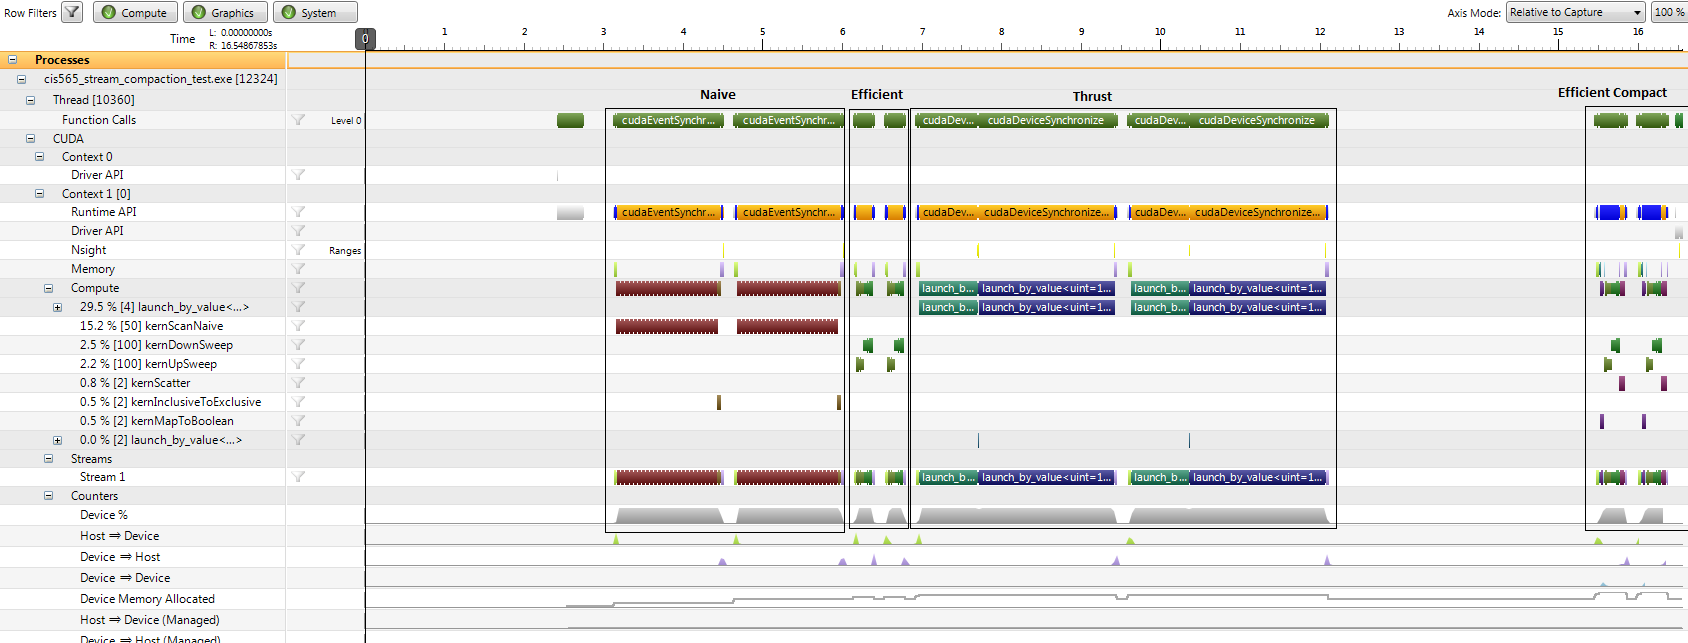 Row Filters Compute Graphics System Axis Mode: Relative to Capture 100 %
Time L: 0.00000000s
R: 16.54867853s
0 1 2 3 4 5 6 7 8 9 10 11 12 13 14 15 16
Processes
cis565_stream_compaction_test.exe [12324]
Naive Efficient Thrust Efficient Compact
Thread [10360]
Function Calls Level 0 cudaEventSynchr... cudaEventSynchr... cudaDev... cudaDeviceSynchronize cudaDev... cudaDeviceSynchronize
CUDA
Context 0
Driver API
Context 1 [0]
Runtime API cudaEventSynchr... cudaEventSynchr... cudaDev... cudaDeviceSynchronize... cudaDev... cudaDeviceSynchronize...
Driver API
Nsight Ranges
Memory
Compute launch_b... launch_by_value<uint=1... launch_b... launch_by_value<uint=1...
29.5 % [4] launch_by_value<...> launch_b... launch_by_value<uint=1... launch_b... launch_by_value<uint=1...
15.2 % [50] kernScanNaive
2.5 % [100] kernDownSweep
2.2 % [100] kernUpSweep
0.8 % [2] kernScatter
0.5 % [2] kernInclusiveToExclusive
0.5 % [2] kernMapToBoolean
0.0 % [2] launch_by_value<...>
Streams
Stream 1 launch_b... launch_by_value<uint=1... launch_b... launch_by_value<uint=1...
Counters
Device %
Host ⇒ Device
Device ⇒ Host
Device ⇒ Device
Device Memory Allocated
Host ⇒ Device (Managed)
Device ⇒ Host (Managed)